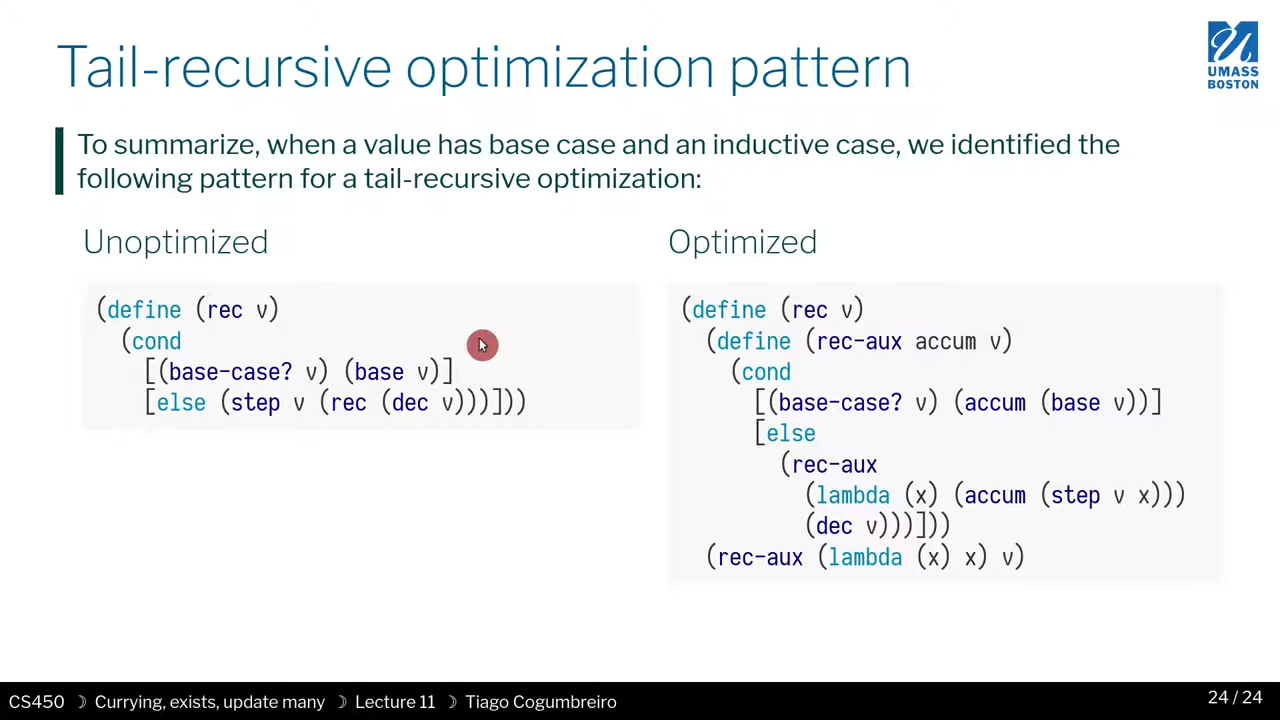 Tail-recursive optimization pattern
UMASS
BOSTON
To summarize, when a value has base case and an inductive case, we identified the
following pattern for a tail-recursive optimization:
Unoptimized
(define (rec v)
  (cond
    [(base-case? v) (base v)]
    [else (step v (rec (dec v)))]))
Optimized
(define (rec v)
  (define (rec-aux accum v)
    (cond
      [(base-case? v) (accum (base v))]
      [else
        (rec-aux
          (lambda (x) (accum (step v x)))
          (dec v)))]))
  (rec-aux (lambda (x) x) v)
CS450 ☽ Currying, exists, update many ☽ Lecture 11 ☽ Tiago Cogumbreiro
24 / 24